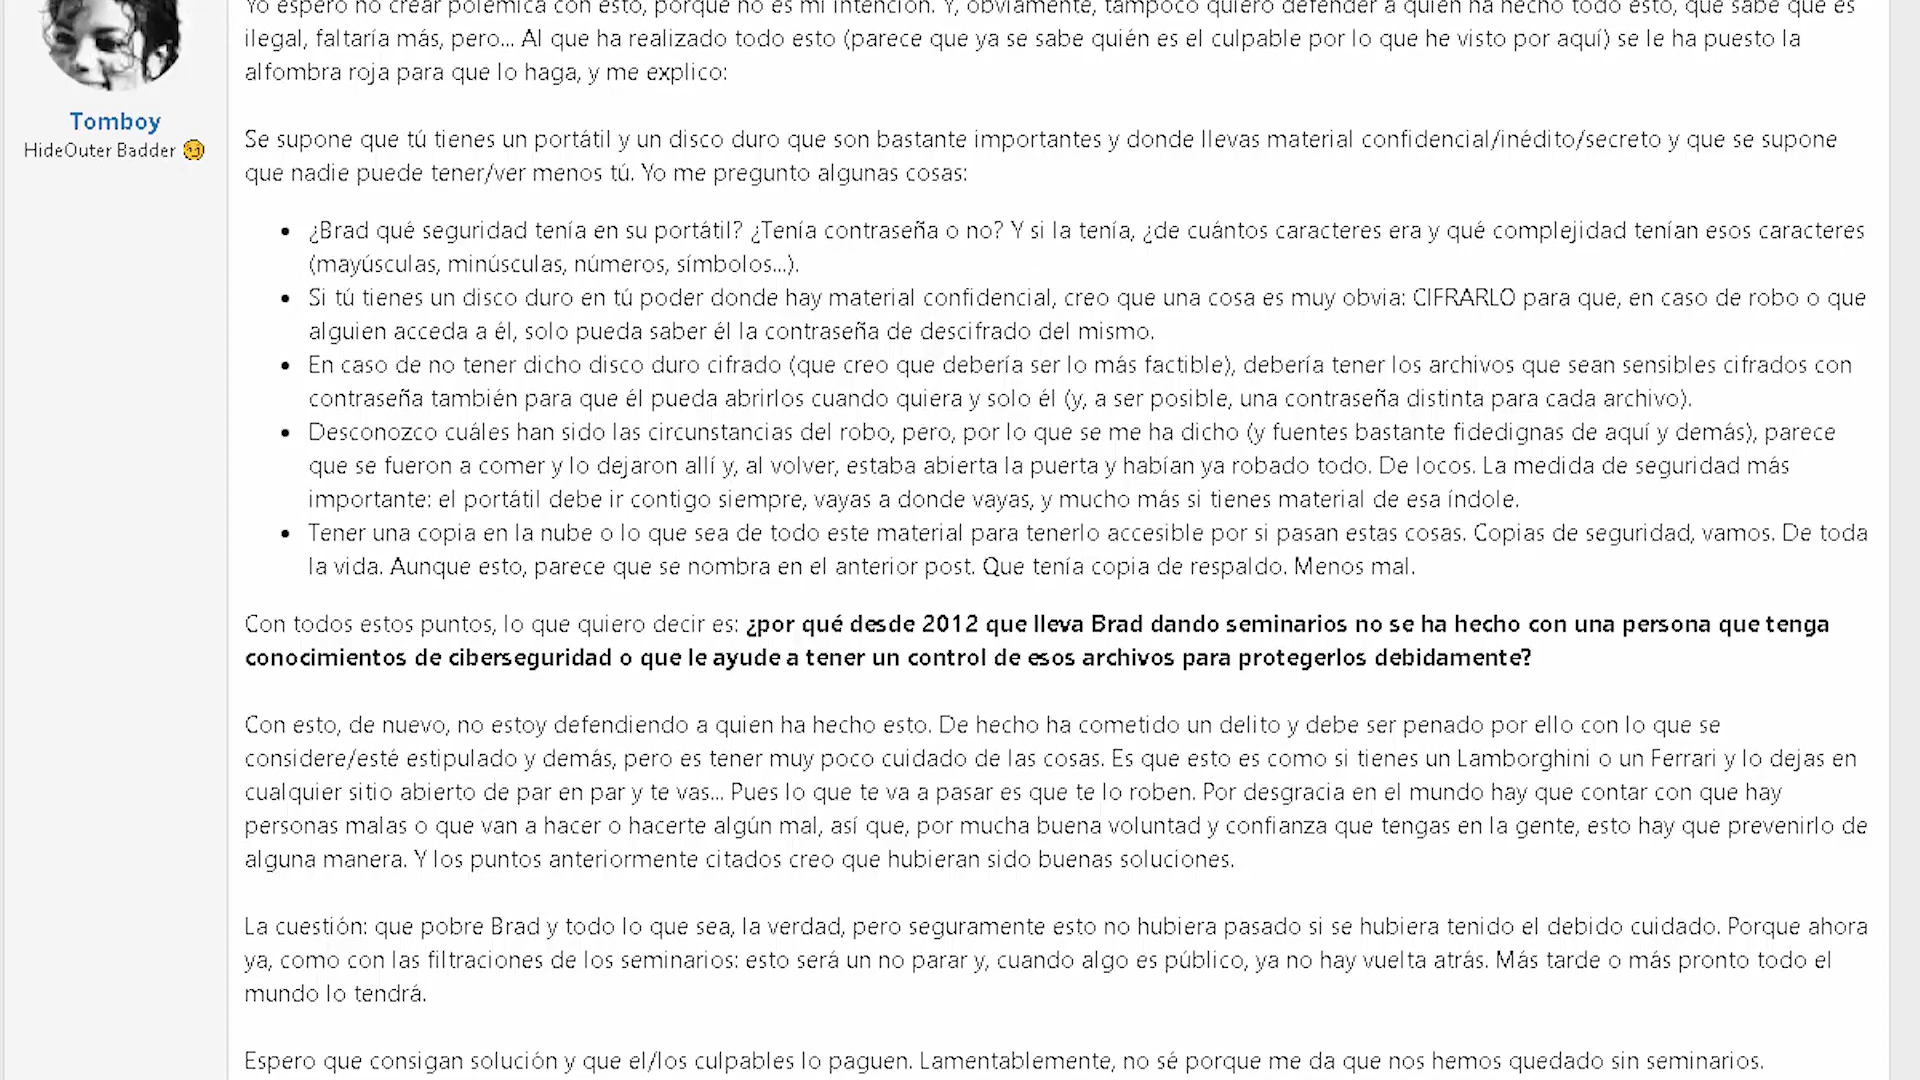 Yo espero no crear polémica con esto, porque no es mi intención. Y, obviamente, tampoco quiero defender a quien ha hecho todo esto, que sabe que es
ilegal, faltaría más, pero... Al que ha realizado todo esto (parece que ya se sabe quién es el culpable por lo que he visto por aquí) se le ha puesto la
alfombra roja para que lo haga, y me explico:
Tomboy
HideOuter Badder
Se supone que tú tienes un portátil y un disco duro que son bastante importantes y donde llevas material confidencial/inédito/secreto y que se supone
que nadie puede tener/ver menos tú. Yo me pregunto algunas cosas:
• ¿Brad qué seguridad tenía en su portátil? ¿Tenía contraseña o no? Y si la tenía, ¿de cuántos caracteres era y qué complejidad tenían esos caracteres
(mayúsculas, minúsculas, números, símbolos...).
• Si tú tienes un disco duro en tú poder donde hay material confidencial, creo que una cosa es muy obvia: CIFRARLO para que, en caso de robo o que
alguien acceda a él, solo pueda saber él la contraseña de descifrado del mismo.
• En caso de no tener dicho disco duro cifrado (que creo que debería ser lo más factible), debería tener los archivos que sean sensibles cifrados con
contraseña también para que él pueda abrirlos cuando quiera y solo él (y, a ser posible, una contraseña distinta para cada archivo).
• Desconozco cuáles han sido las circunstancias del robo, pero, por lo que se me ha dicho (y fuentes bastante fidedignas de aquí y demás), parece
que se fueron a comer y lo dejaron allí y, al volver, estaba abierta la puerta y habían ya robado todo. De locos. La medida de seguridad más
importante: el portátil debe ir contigo siempre, vayas a donde vayas, y mucho más si tienes material de esa índole.
• Tener una copia en la nube o lo que sea de todo este material para tenerlo accesible por si pasan estas cosas. Copias de seguridad, vamos. De toda
la vida. Aunque esto, parece que se nombra en el anterior post. Que tenía copia de respaldo. Menos mal.
Con todos estos puntos, lo que quiero decir es: ¿por qué desde 2012 que lleva Brad dando seminarios no se ha hecho con una persona que tenga
conocimientos de ciberseguridad o que le ayude a tener un control de esos archivos para protegerlos debidamente?
Con esto, de nuevo, no estoy defendiendo a quien ha hecho esto. De hecho ha cometido un delito y debe ser penado por ello con lo que se
considere/esté estipulado y demás, pero es tener muy poco cuidado de las cosas. Es que esto es como si tienes un Lamborghini o un Ferrari y lo dejas en
cualquier sitio abierto de par en par y te vas... Pues lo que te va a pasar es que te lo roben. Por desgracia en el mundo hay que contar con que hay
personas malas o que van a hacer o hacerte algún mal, así que, por mucha buena voluntad y confianza que tengas en la gente, esto hay que prevenirlo de
alguna manera. Y los puntos anteriormente citados creo que hubieran sido buenas soluciones.
La cuestión: que pobre Brad y todo lo que sea, la verdad, pero seguramente esto no hubiera pasado si se hubiera tenido el debido cuidado. Porque ahora
ya, como con las filtraciones de los seminarios: esto será un no parar y, cuando algo es público, ya no hay vuelta atrás. Más tarde o más pronto todo el
mundo lo tendrá.
Espero que consigan solución y que el/los culpables lo paguen. Lamentablemente, no sé porque me da que nos hemos quedado sin seminarios.